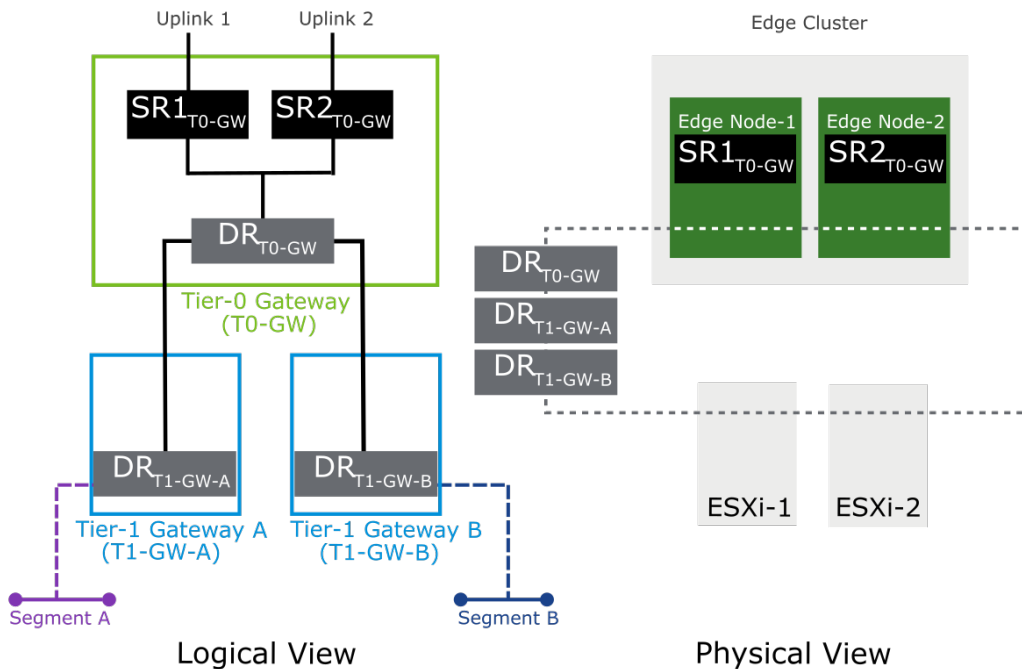 Uplink 1
Uplink 2
SR1T0-GW
SR2T0-GW
DRT0-GW
Tier-0 Gateway
(T0-GW)
DRT1-GW-A
DRT1-GW-B
Tier-1 Gateway A
(T1-GW-A)
Tier-1 Gateway B
(T1-GW-B)
Segment A
Segment B
Logical View
Edge Cluster
Edge Node-1
SR1T0-GW
Edge Node-2
SR2T0-GW
DRT0-GW
DRT1-GW-A
DRT1-GW-B
ESXi-1
ESXi-2
Physical View